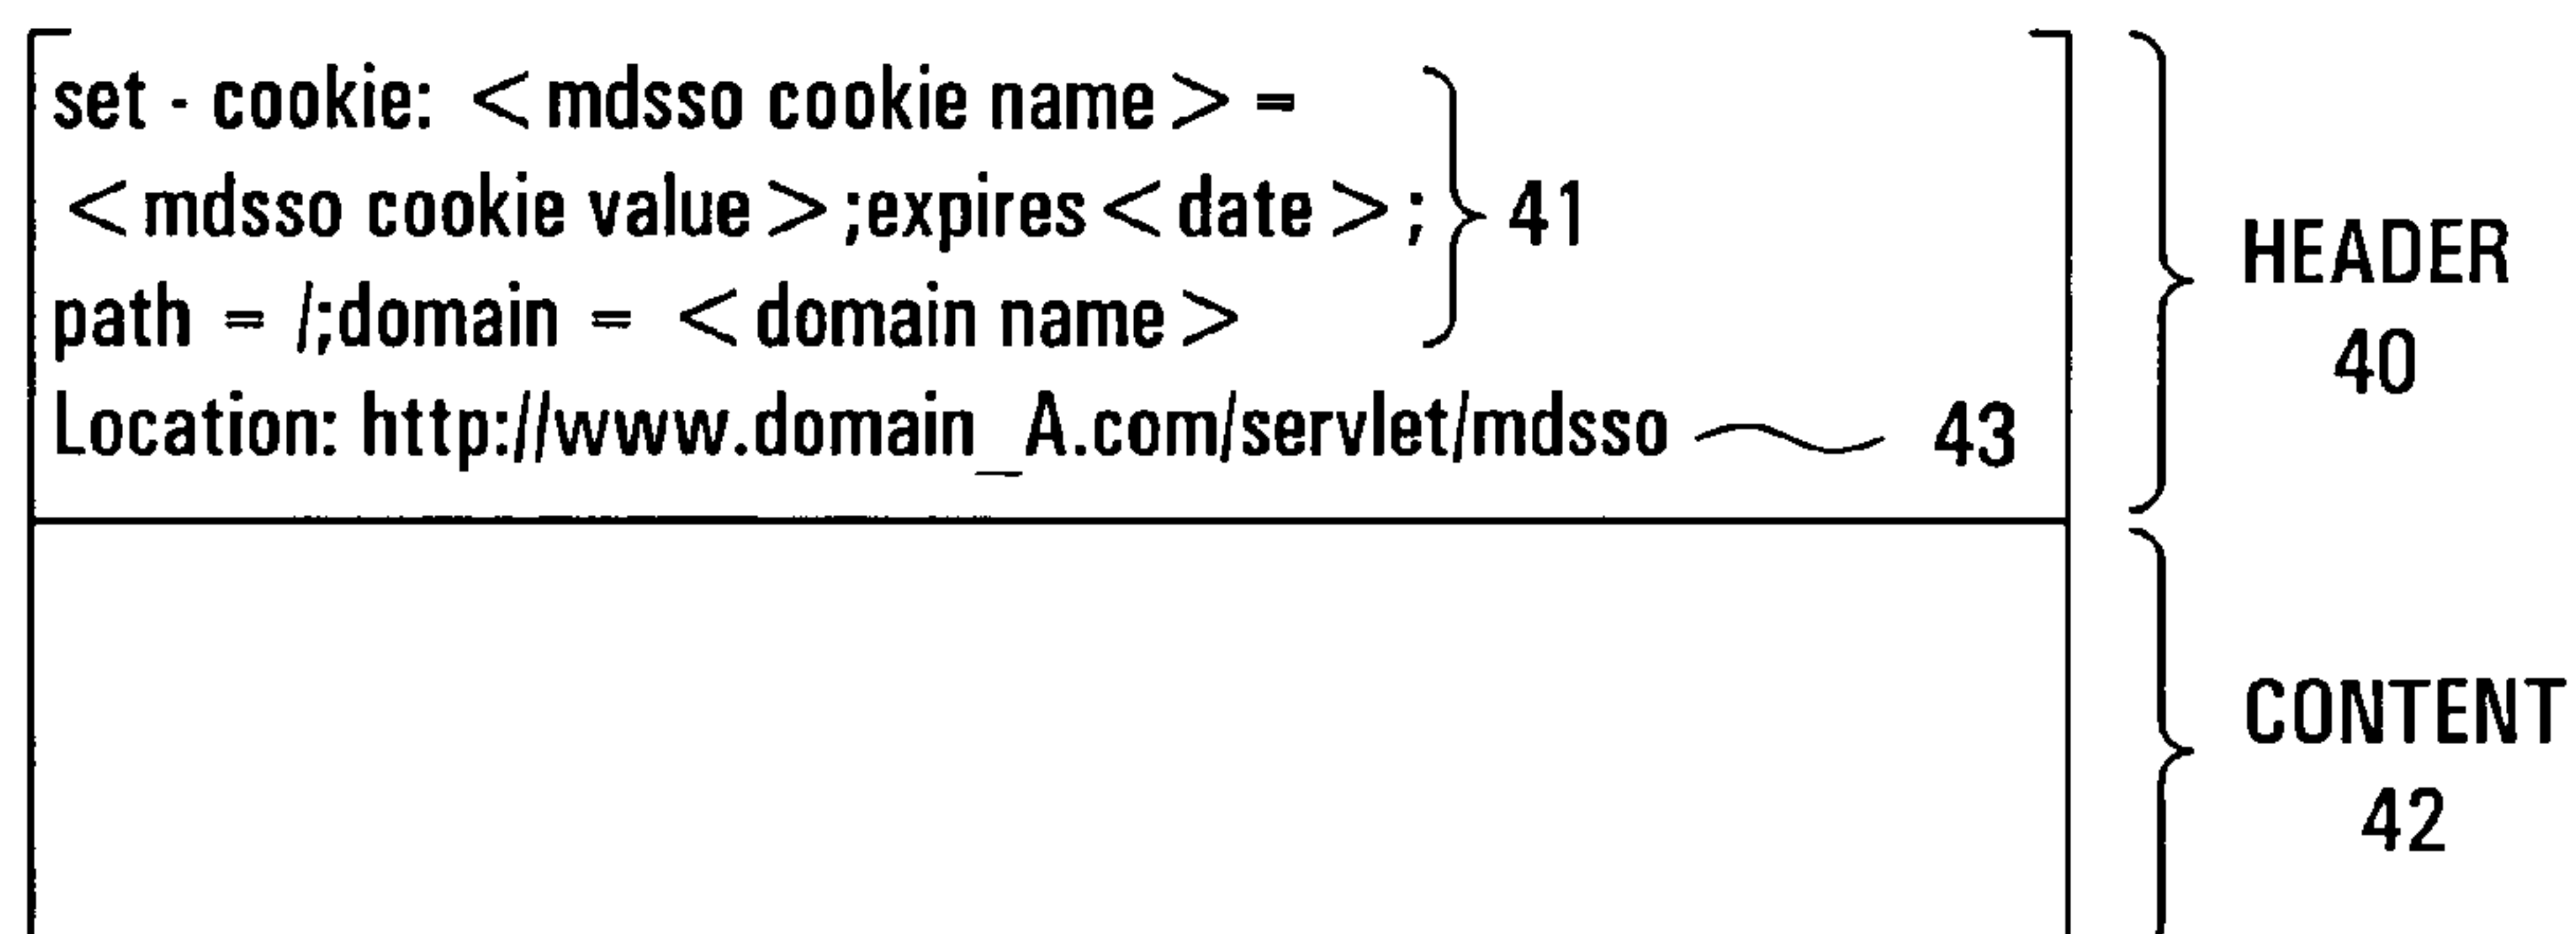 set - cookie: <mdsso cookie name> =
<mdsso cookie value>;expires<date>;
path = /;domain = <domain name>
41
Location: http://www.domain_A.com/servlet/mdsso
43
HEADER
40
CONTENT
42